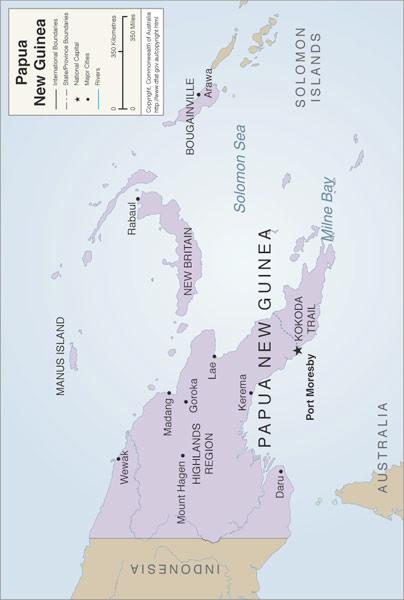 Papua
New Guinea
International Boundaries
State/Province Boundaries
National Capital
Major Cities
Rivers
0 350 Kilometres
0 350 Miles
Copyright, Commonwealth of Australia
http://www.dfat.gov.au/copyright.html
SOLOMON
ISLANDS
Arawa
BOUGAINVILLE
Solomon Sea
Milne Bay
Rabaul
NEW BRITAIN
MANUS ISLAND
PAPUA NEW GUINEA
KOKODA
TRAIL
Port Moresby
Lae
Kerema
Madang
Goroka
Wewak
Mount Hagen
HIGHLANDS
REGION
Daru
AUSTRALIA
INDONESIA